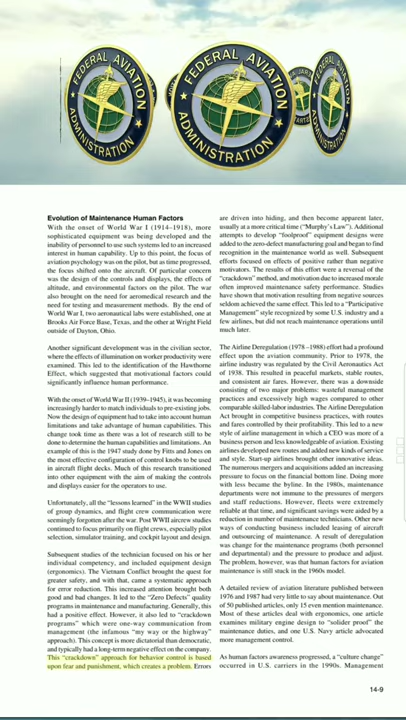 FEDERAL AVIATION
ADMINISTRATION
FEDERAL AVIATION
ADMINISTRATION
FEDERAL AVIATION
ADMINISTRATION
Evolution of Maintenance Human Factors
With the onset of World War I (1914–1918), more
sophisticated equipment was being developed and the
inability of personnel to use such systems led to an increased
interest in human capability. Up to this point, the focus of
aviation psychology was on the pilot, but as time progressed,
the focus shifted onto the aircraft. Of particular concern
was the design of the controls and displays, the effects of
altitude, and environmental factors on the pilot. The war
also brought on the need for aeromedical research and the
need for testing and measurement methods. By the end of
World War I, two aeronautical labs were established, one at
Brooks Air Force Base, Texas, and the other at Wright Field
outside of Dayton, Ohio.
Another significant development was in the civilian sector,
where the effects of illumination on worker productivity were
examined. This led to the identification of the Hawthorne
Effect, which suggested that motivational factors could
significantly influence human performance.
With the onset of World War II (1939–1945), it was becoming
increasingly harder to match individuals to pre-existing jobs.
Now the design of equipment had to take into account human
limitations and take advantage of human capabilities. This
change took time as there was a lot of research still to be
done to determine the human capabilities and limitations. An
example of this is the 1947 study done by Fitts and Jones on
the most effective configuration of control knobs to be used
in aircraft flight decks. Much of this research transitioned
into other equipment with the aim of making the controls
and displays easier for the operators to use.
Unfortunately, all the "lessons learned" in the WWII studies
of group dynamics, and flight crew communication were
seemingly forgotten after the war. Post WWII aircrew studies
continued to focus primarily on flight crews, especially pilot
selection, simulator training, and cockpit layout and design.
Subsequent studies of the technician focused on his or her
individual competency, and included equipment design
(ergonomics). The Vietnam Conflict brought the quest for
greater safety, and with that, came a systematic approach
for error reduction. This increased attention brought both
good and bad changes. It led to the "Zero Defects" quality
programs in maintenance and manufacturing. Generally, this
had a positive effect. However, it also led to "crackdown
programs" which were one-way communication from
management (the infamous "my way or the highway"
approach). This concept is more dictatorial than democratic,
and typically had a long-term negative effect on the company.
This "crackdown" approach for behavior control is based
upon fear and punishment, which creates a problem. Errors
are driven into hiding, and then become apparent later,
usually at a more critical time ("Murphy's Law"). Additional
attempts to develop "foolproof" equipment designs were
added to the zero-defect manufacturing goal and began to find
recognition in the maintenance world as well. Subsequent
efforts focused on effects of positive rather than negative
motivators. The results of this effort were a reversal of the
"crackdown" method, and motivation due to increased morale
often improved maintenance safety performance. Studies
have shown that motivation resulting from negative sources
seldom achieved the same effect. This led to a "Participative
Management" style recognized by some U.S. industry and a
few airlines, but did not reach maintenance operations until
much later.
The Airline Deregulation (1978–1988) effort had a profound
effect upon the aviation community. Prior to 1978, the
airline industry was regulated by the Civil Aeronautics Act
of 1938. This resulted in peaceful markets, stable routes,
and consistent air fares. However, there was a downside
consisting of two major problems: wasteful management
practices and excessively high wages compared to other
comparable skilled-labor industries. The Airline Deregulation
Act brought in competitive business practices, with routes
and fares controlled by their profitability. This led to a new
style of airline management in which a CEO was more of a
business person and less knowledgeable of aviation. Existing
airlines developed new routes and added new kinds of service
and style. Start-up airlines brought other innovative ideas.
The numerous mergers and acquisitions added an increasing
pressure to focus on the financial bottom line. Doing more
with less became the byline. In the 1980s, maintenance
departments were not immune to the pressures of mergers
and staff reductions. However, fleets were extremely
reliable at that time, and significant savings were aided by a
reduction in number of maintenance technicians. Other new
ways of conducting business included leasing of aircraft
and outsourcing of maintenance. A result of deregulation
was change for the maintenance programs (both personnel
and departmental) and the pressure to produce and adjust.
The problem, however, was that human factors for aviation
maintenance is still stuck in the 1960s model.
A detailed review of aviation literature published between
1976 and 1987 had very little to say about maintenance. Out
of 50 published articles, only 15 even mention maintenance.
Most of these articles deal with ergonomics, one article
examines military engine design to "solider proof" the
maintenance duties, and one U.S. Navy article advocated
more management control.
As human factors awareness progressed, a "culture change"
occurred in U.S. carriers in the 1990s. Management
14-9